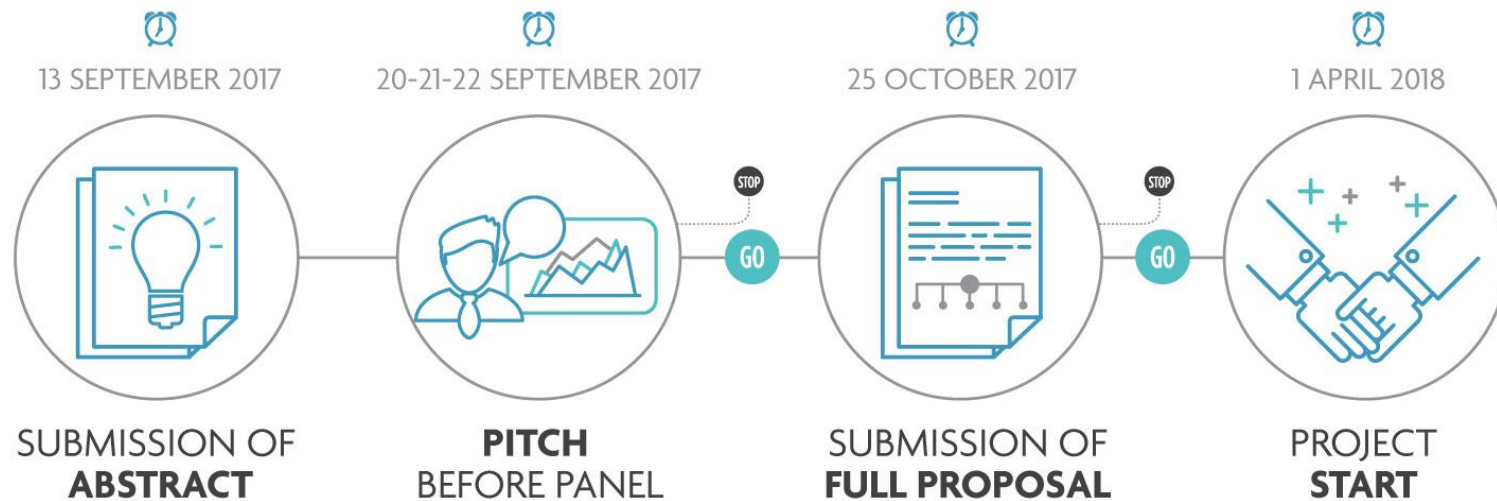 13 SEPTEMBER 2017
20-21-22 SEPTEMBER 2017
25 OCTOBER 2017
1 APRIL 2018
STOP
GO
STOP
GO
SUBMISSION OF
ABSTRACT
PITCH
BEFORE PANEL
SUBMISSION OF
FULL PROPOSAL
PROJECT
START